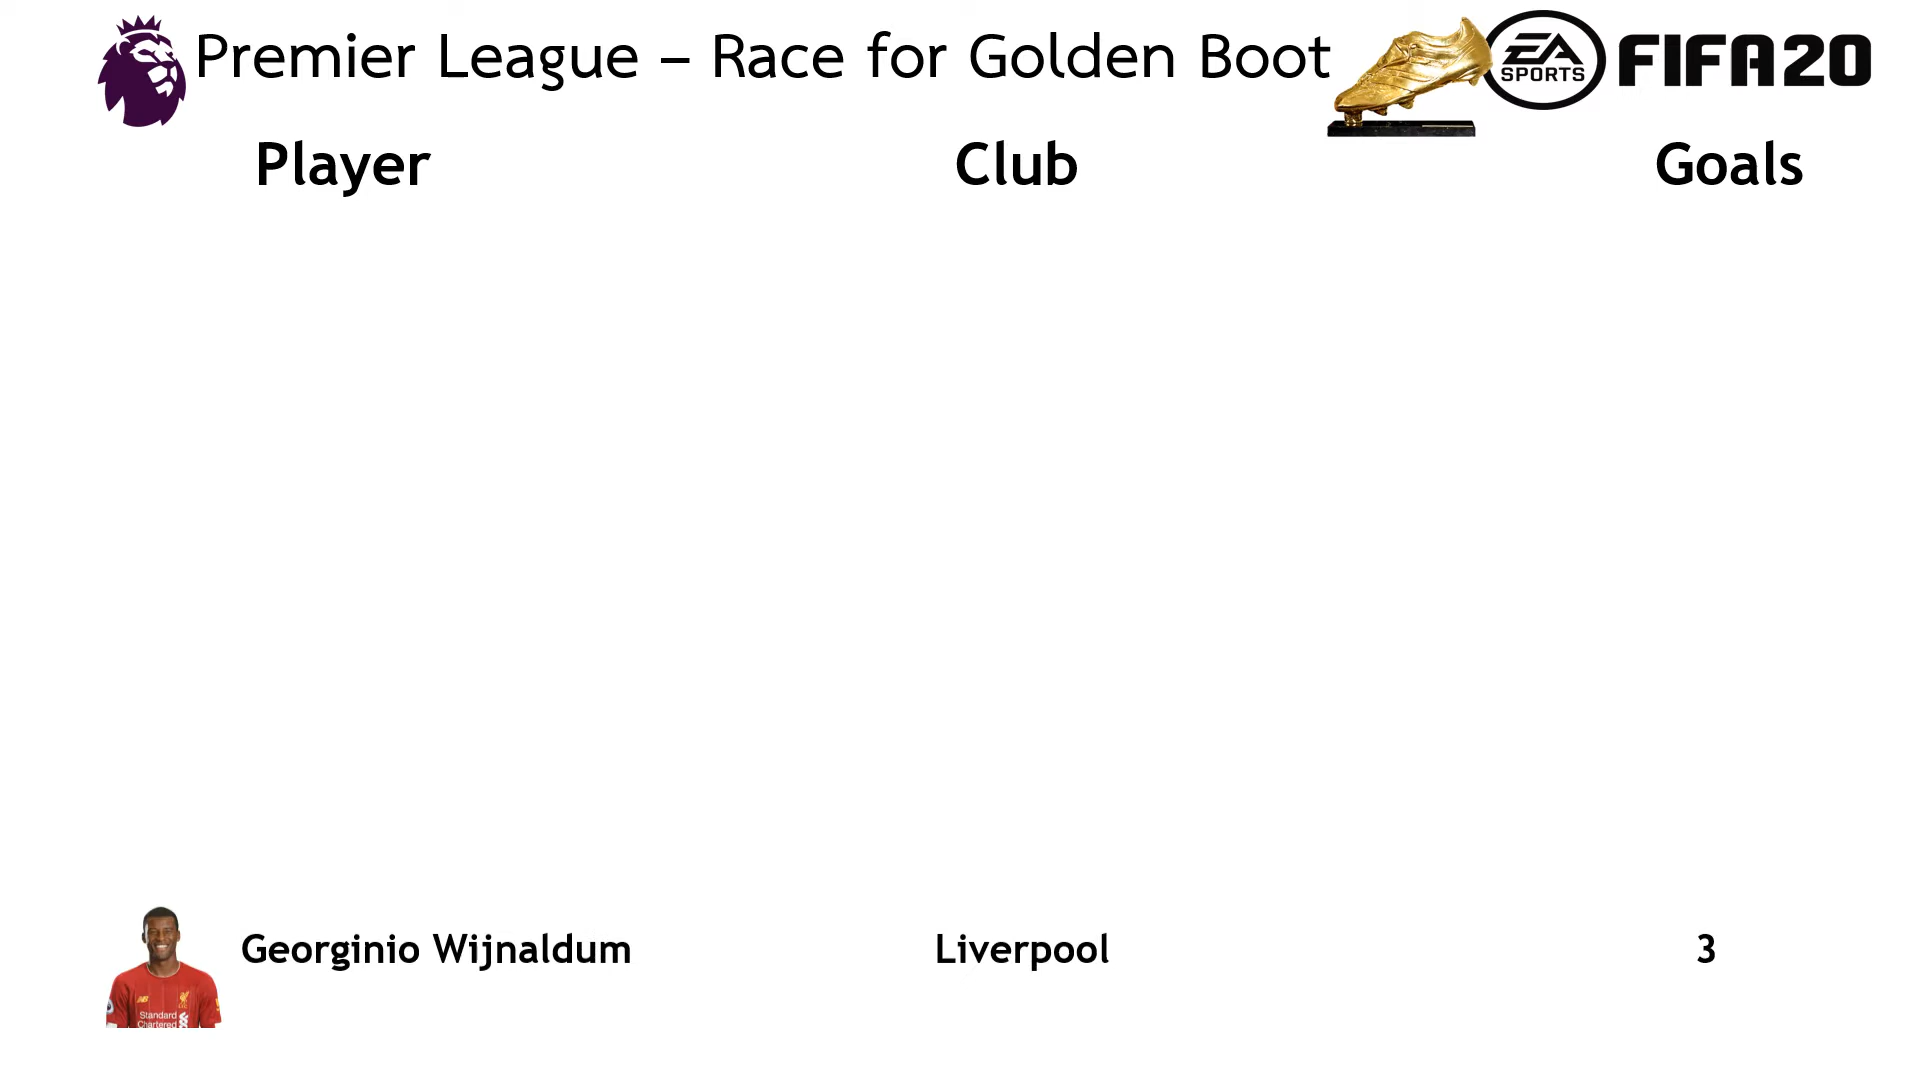 Premier League – Race for Golden Boot
EA SPORTS FIFA20
Player Club Goals
Georginio Wijnaldum Liverpool 3
Standard
Chartered